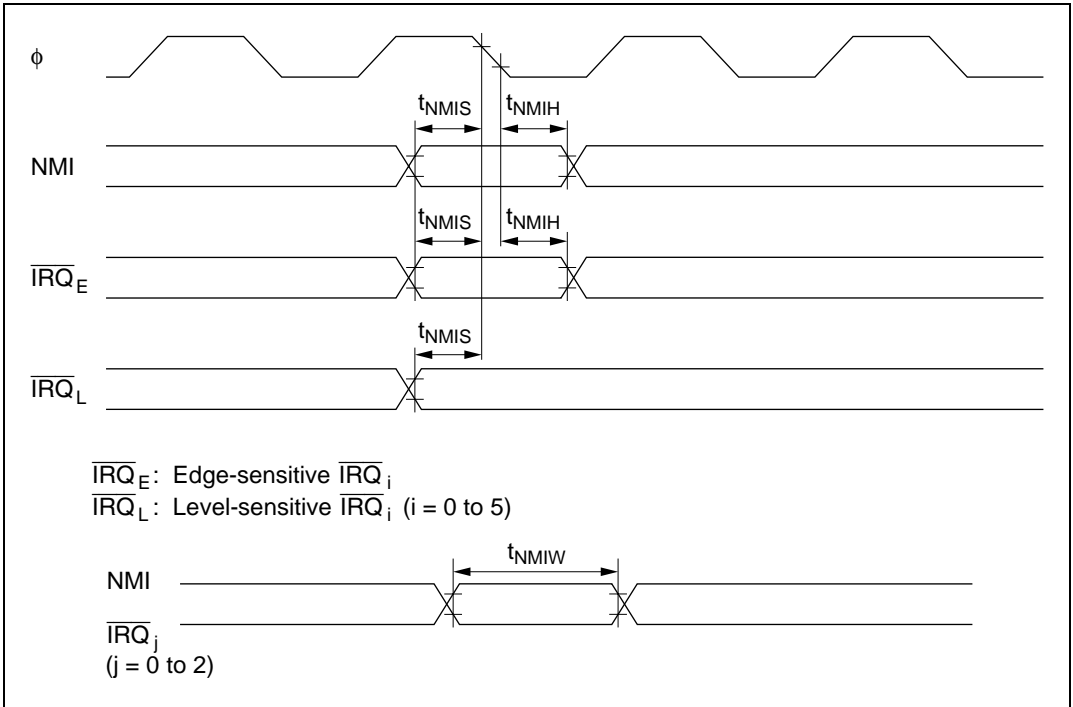 ϕ
tNMIS tNMIH
NMI
tNMIS tNMIH
IRQE
tNMIS
IRQL
IRQE: Edge-sensitive IRQi
IRQL: Level-sensitive IRQi (i = 0 to 5)
tNMIW
NMI
IRQj
(j = 0 to 2)